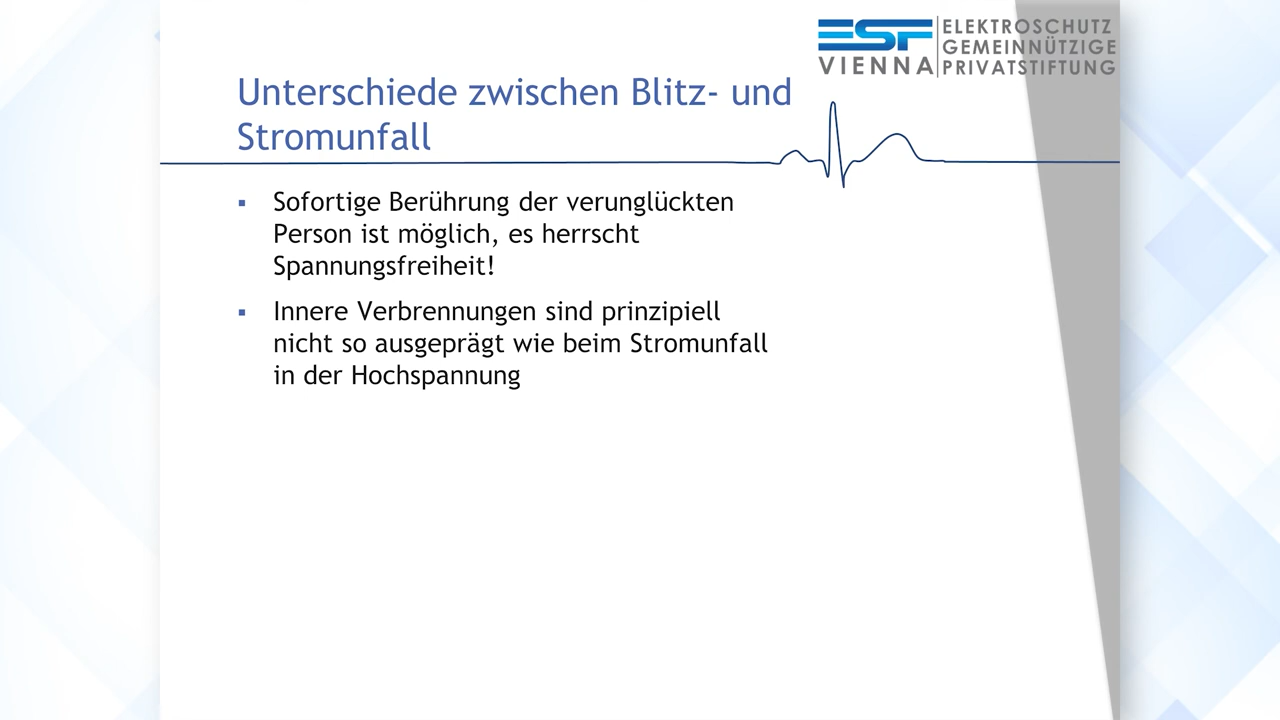 ESF
VIENNA
ELEKTROSCHUTZ
GEMEINNÜTZIGE
PRIVATSTIFTUNG
Unterschiede zwischen Blitz- und
Stromunfall
▪ Sofortige Berührung der verunglückten
Person ist möglich, es herrscht
Spannungsfreiheit!
▪ Innere Verbrennungen sind prinzipiell
nicht so ausgeprägt wie beim Stromunfall
in der Hochspannung